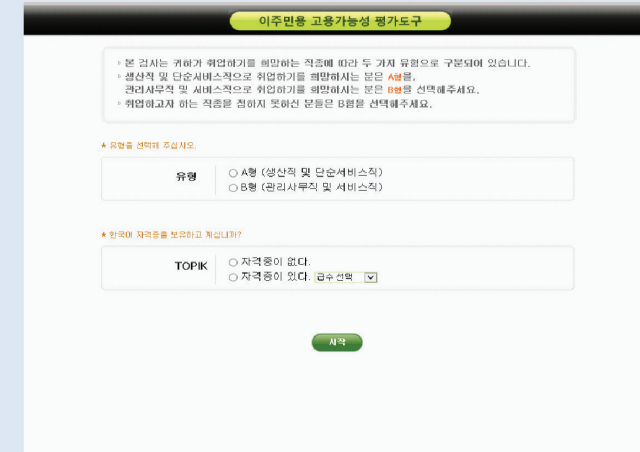 이주민용 고용가능성 평가도구
◦ 본 검사는 귀하가 취업하기를 희망하는 직종에 따라 두 가지 유형으로 구분되어 있습니다.
◦ 생산직 및 단순서비스직으로 취업하기를 희망하시는 분은 A형을,
관리사무직 및 서비스직으로 취업하기를 희망하시는 분은 B형을 선택해주세요.
◦ 취업하고자 하는 직종을 정하지 못하신 분들은 B형을 선택해주세요.
★ 유형을 선택해 주십시오.
유형
○ A형 (생산직 및 단순서비스직)
○ B형 (관리사무직 및 서비스직)
★ 한국어 자격증을 보유하고 계십니까?
TOPIK
○ 자격증이 없다.
○ 자격증이 있다. 급수 선택
시작